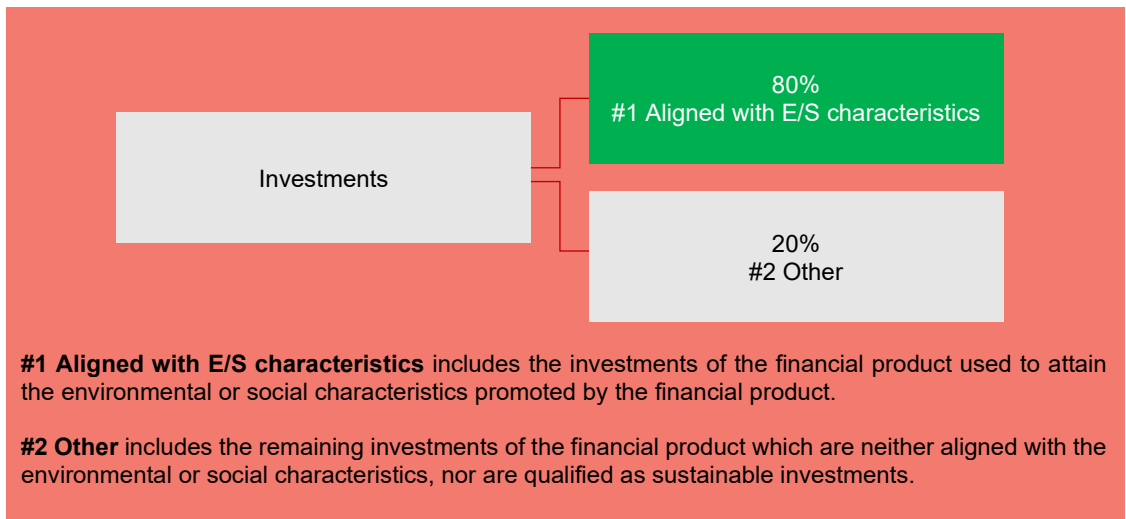 80%
#1 Aligned with E/S characteristics
Investments
20%
#2 Other
#1 Aligned with E/S characteristics includes the investments of the financial product used to attain
the environmental or social characteristics promoted by the financial product.
#2 Other includes the remaining investments of the financial product which are neither aligned with the
environmental or social characteristics, nor are qualified as sustainable investments.